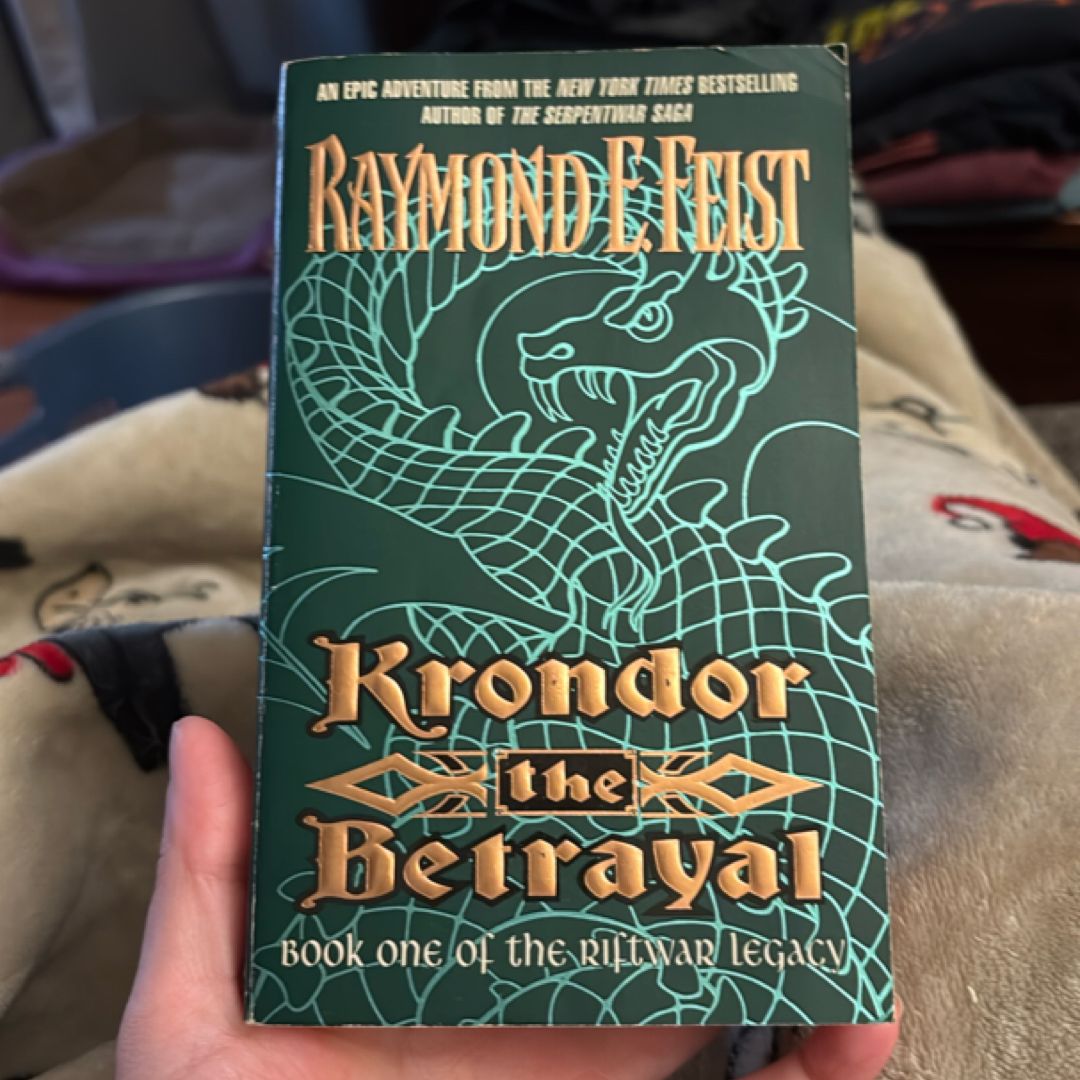 AN EPIC ADVENTURE FROM THE NEW YORK TIMES BESTSELLING
AUTHOR OF THE SERPENTWAR SAGA
RAYMOND E. FEIST
Krondor
the
Betrayal
BOOK ONE OF THE RIFTWAR LEGACY